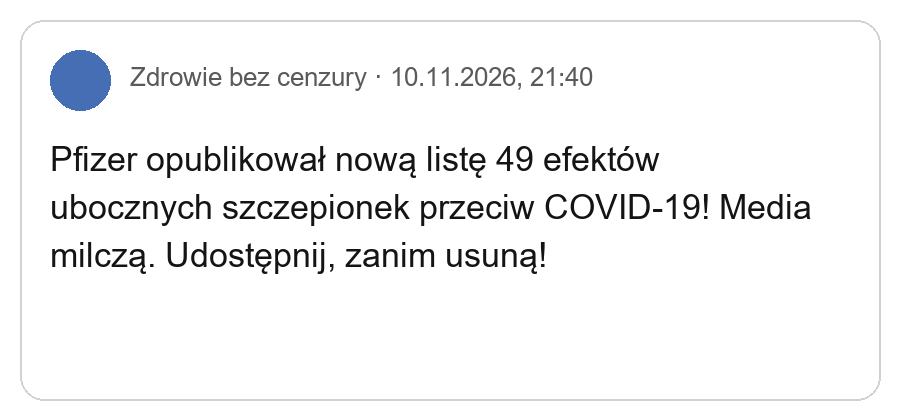 Zdrowie bez cenzury · 10.11.2026, 21:40
Pfizer opublikował nową listę 49 efektów
ubocznych szczepionek przeciw COVID-19! Media
milczą. Udostępnij, zanim usuną!